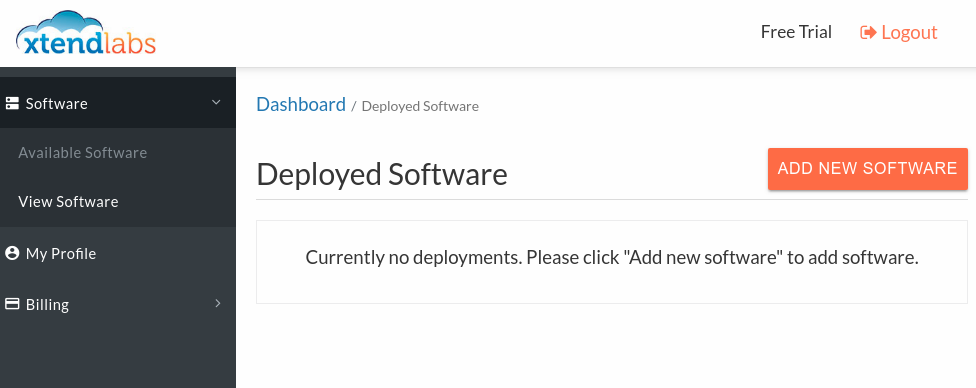 xtendlabs
Free Trial
Logout
Software
Available Software
View Software
My Profile
Billing
Dashboard / Deployed Software
Deployed Software
ADD NEW SOFTWARE
Currently no deployments. Please click "Add new software" to add software.